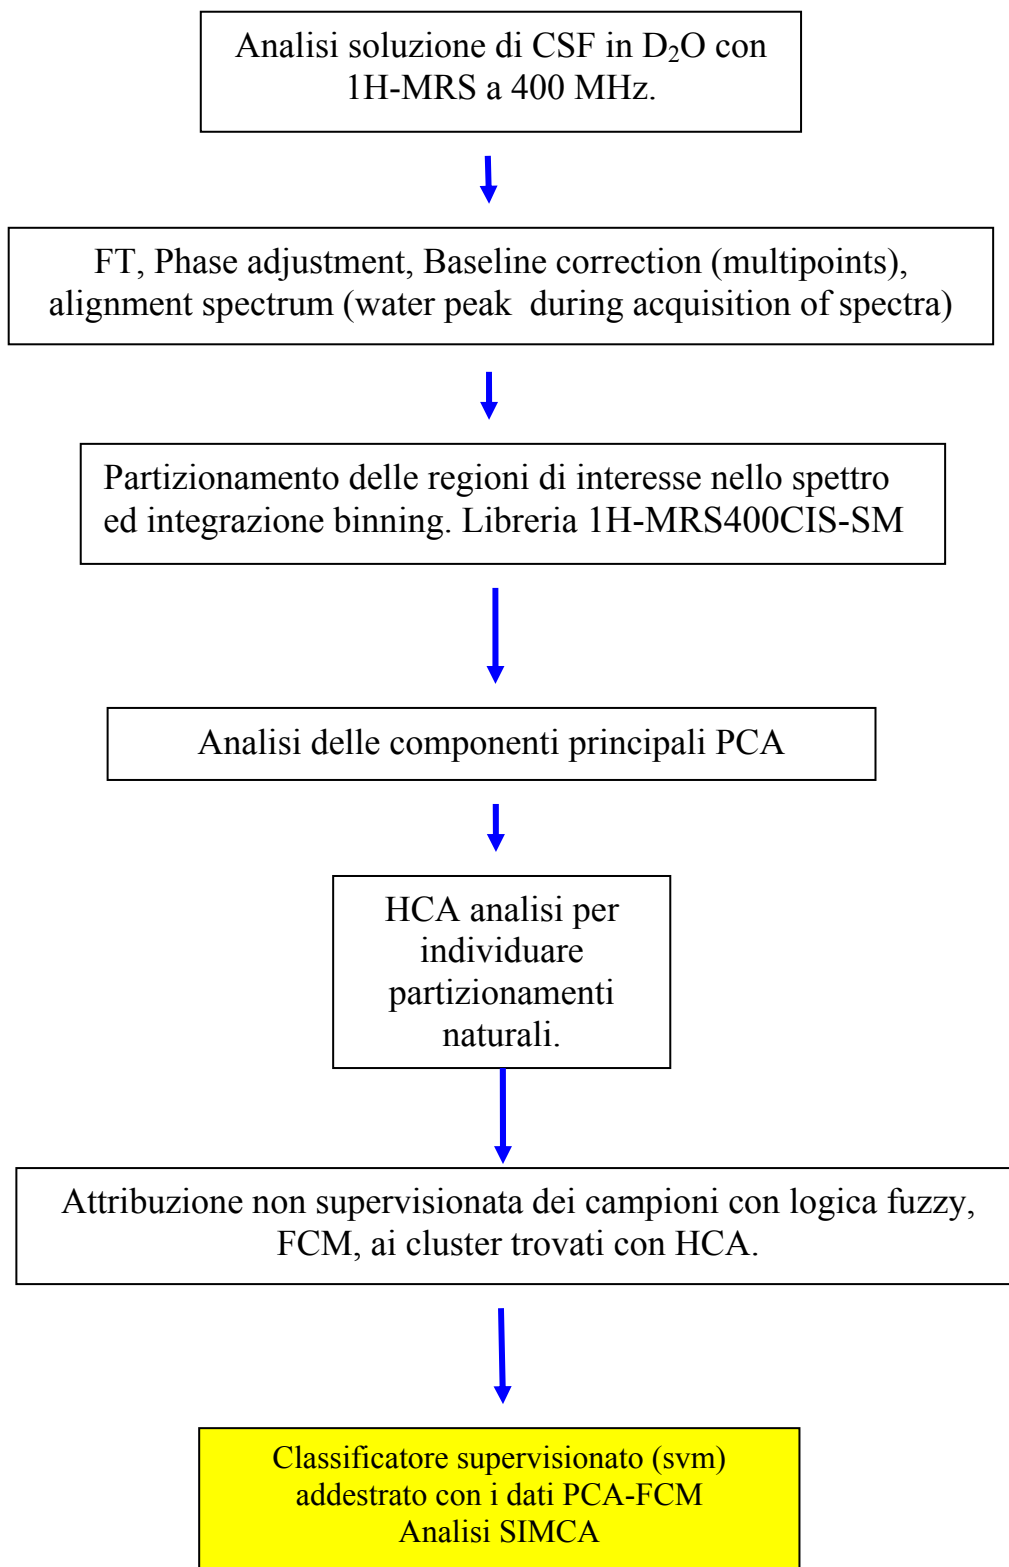 Analisi soluzione di CSF in D₂O con
1H-MRS a 400 MHz.
FT, Phase adjustment, Baseline correction (multipoints),
alignment spectrum (water peak  during acquisition of spectra)
Partizionamento delle regioni di interesse nello spettro
ed integrazione binning. Libreria 1H-MRS400CIS-SM
Analisi delle componenti principali PCA
HCA analisi per
individuare
partizionamenti
naturali.
Attribuzione non supervisionata dei campioni con logica fuzzy,
FCM, ai cluster trovati con HCA.
Classificatore supervisionato (svm)
addestrato con i dati PCA-FCM
Analisi SIMCA